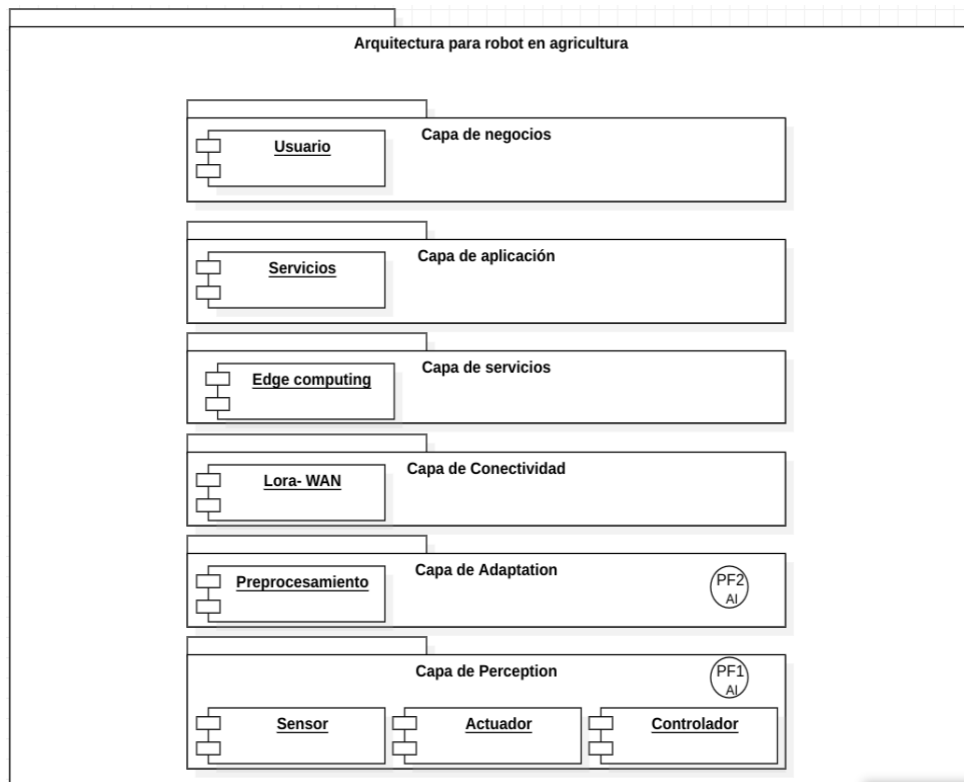 Arquitectura para robot en agricultura
Capa de negocios
Usuario
Capa de aplicación
Servicios
Capa de servicios
Edge computing
Capa de Conectividad
Lora- WAN
Capa de Adaptation
Preprocesamiento
PF2
AI
Capa de Perception
PF1
AI
Sensor
Actuador
Controlador